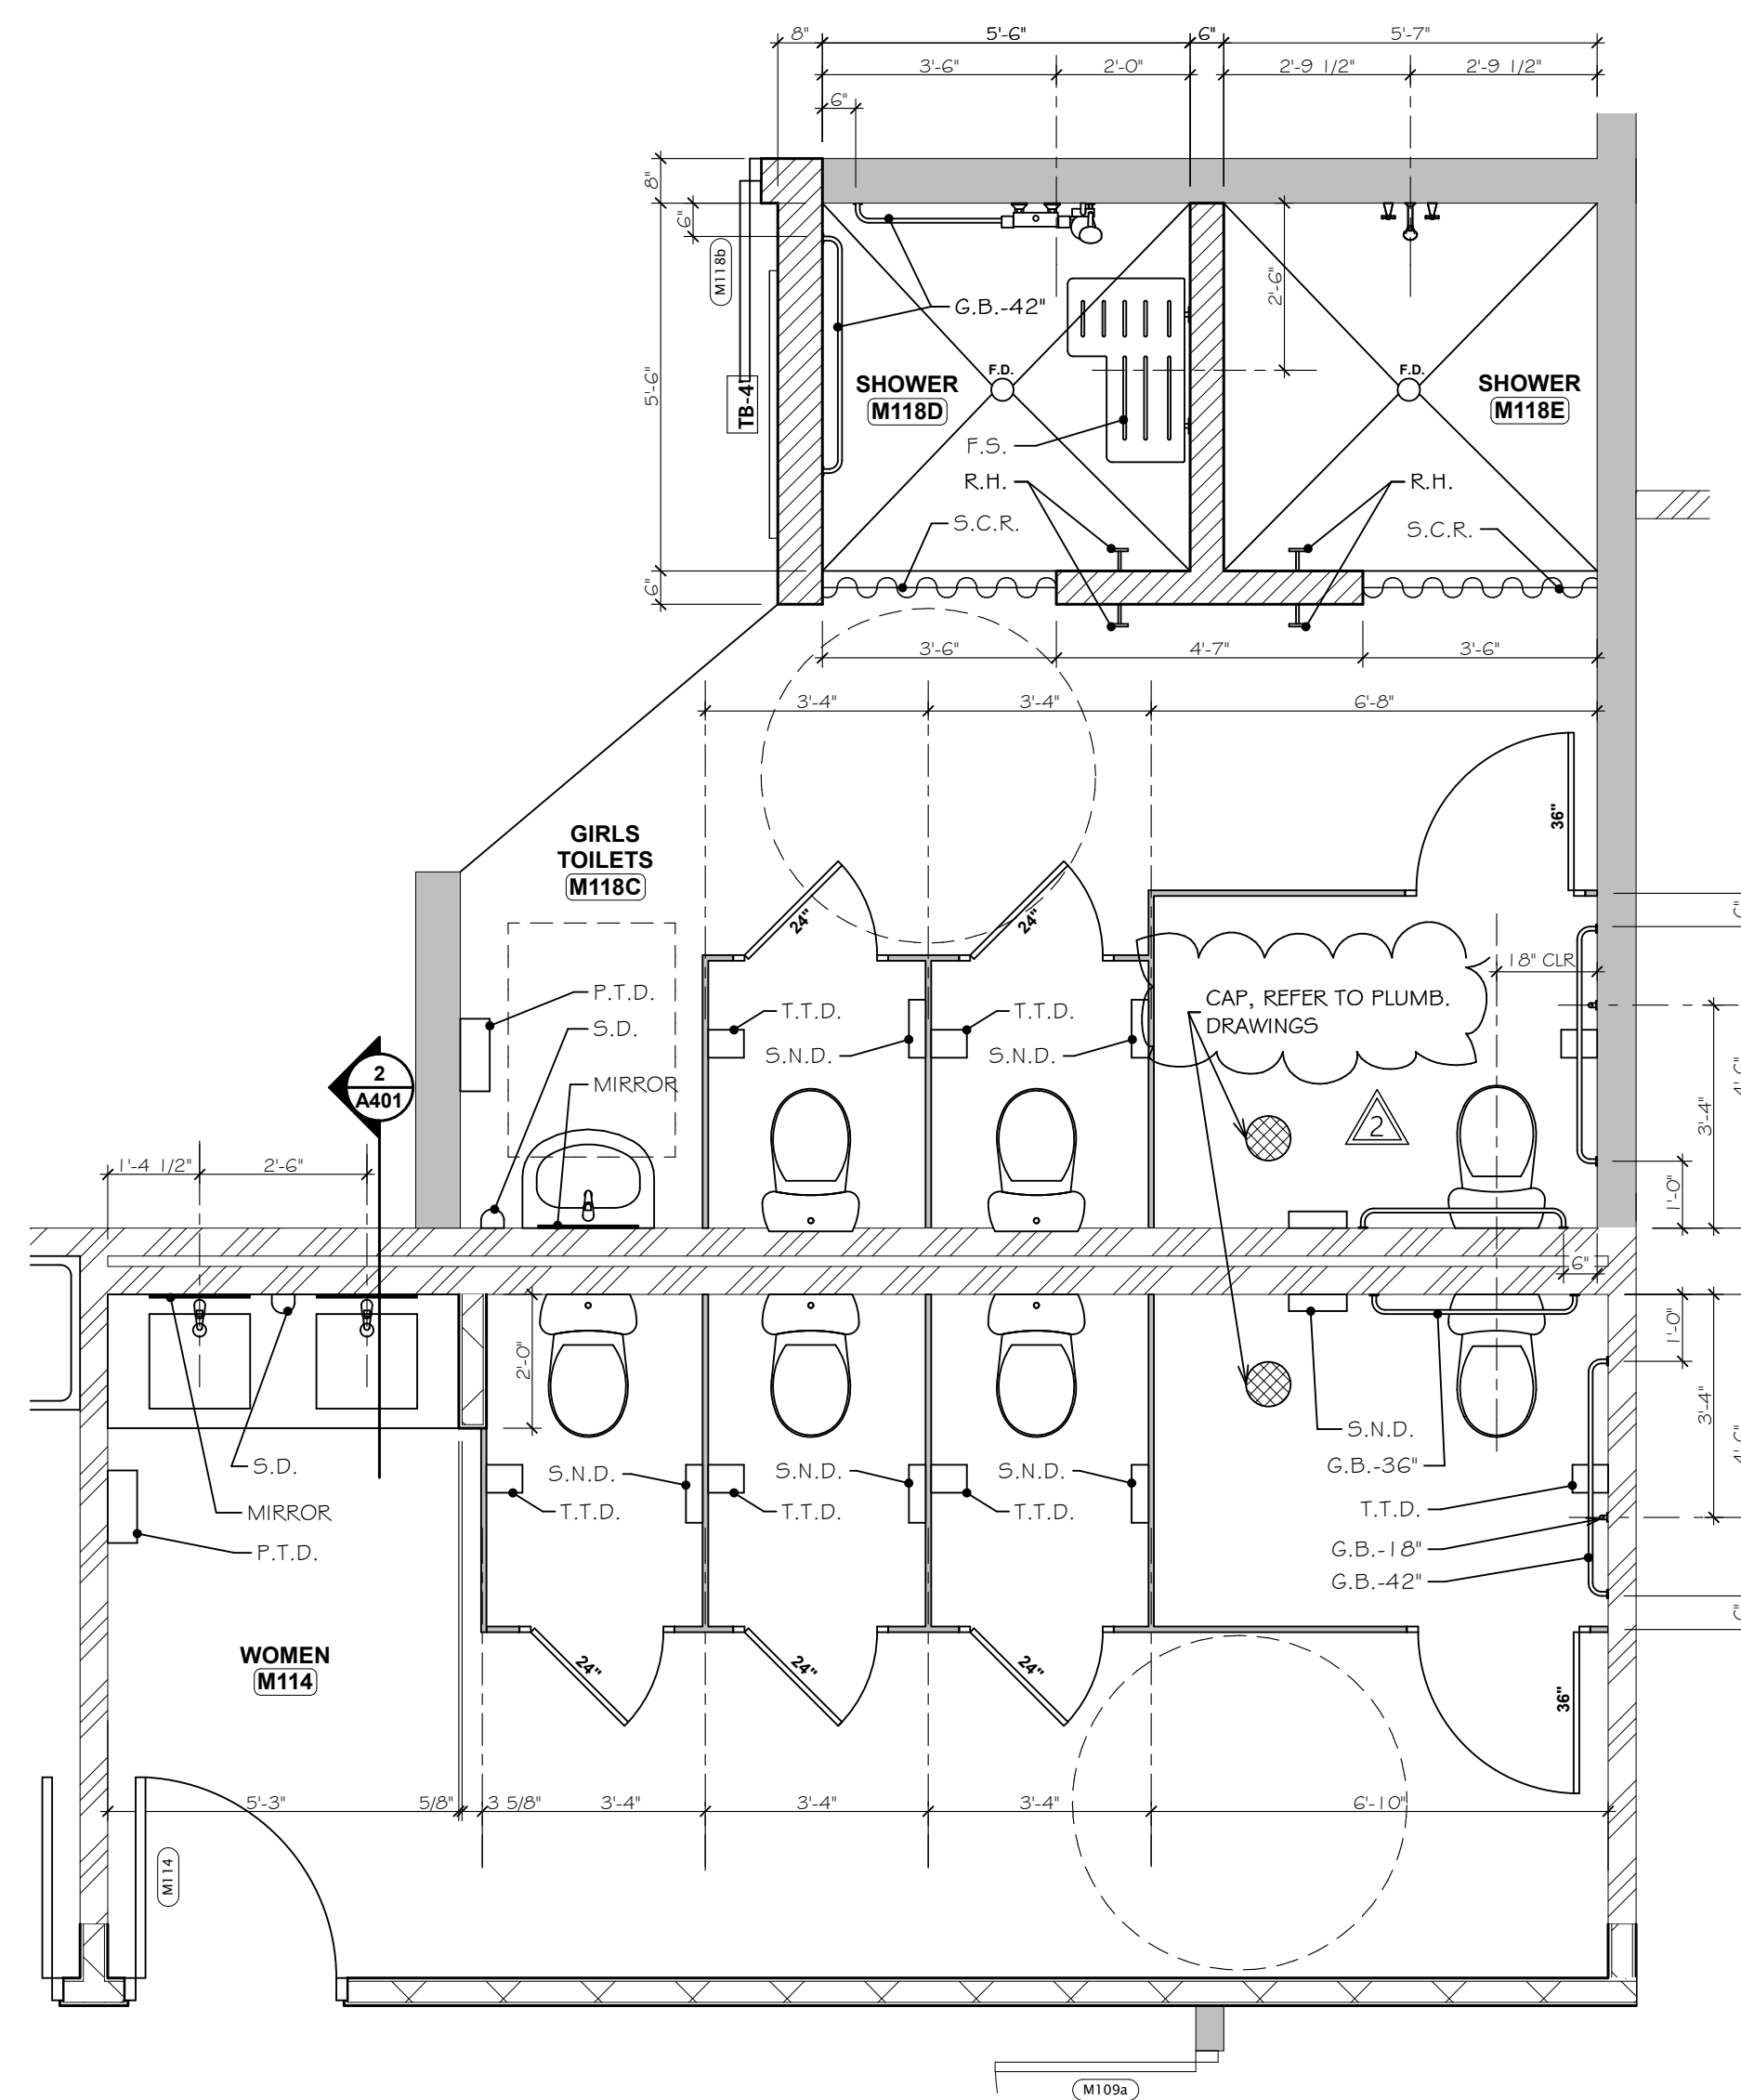 8"
5'-6"
6"
5'-7"
3'-6"
2'-0"
2'-9 1/2"
2'-9 1/2"
6"
8"
6"
M118b
G.B.-42"
2'-6"
5'-6"
TB-4'
SHOWER
M118D
F.D.
F.D.
SHOWER
M118E
F.S.
R.H.
R.H.
S.C.R.
S.C.R.
6"
3'-6"
4'-7"
3'-6"
3'-4"
3'-4"
6'-8"
36"
GIRLS
TOILETS
M118C
24"
24"
18" CLR
P.T.D.
S.D.
MIRROR
T.T.D.
S.N.D.
T.T.D.
S.N.D.
CAP, REFER TO PLUMB.
DRAWINGS
2
A401
2
3'-4"
1'-0"
1'-4 1/2"
2'-6"
6"
2'-0"
1'-0"
3'-4"
S.D.
MIRROR
P.T.D.
S.N.D.
T.T.D.
S.N.D.
T.T.D.
S.N.D.
T.T.D.
S.N.D.
G.B.-36"
T.T.D.
G.B.-18"
G.B.-42"
WOMEN
M114
24"
24"
24"
36"
5'-3"
5/8"
3 5/8"
3'-4"
3'-4"
3'-4"
6'-10"
M114
M109a